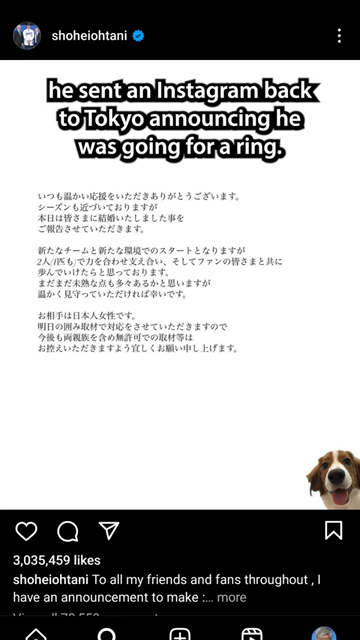 shoheiohtani
he sent an Instagram back
to Tokyo announcing he
was going for a ring.
いつも温かい応援をいただきありがとうございます。
シーズンも近づいておりますが
本日は皆さまに結婚いたしました事を
ご報告させていただきます。
新たなチームと新たな環境でのスタートとなりますが
2人/(1匹も)で力を合わせ支え合い、そしてファンの皆さまと共に
歩んでいけたらと思っております。
まだまだ未熟な点も多々あるかと思いますが
温かく見守っていただければ幸いです。
お相手は日本人女性です。
明日の囲み取材で対応をさせていただきますので
今後も両親族を含め無許可での取材等は
お控えいただきますよう宜しくお願い申し上げます。
3,035,459 likes
shoheiohtani To all my friends and fans throughout , I
have an announcement to make :... more